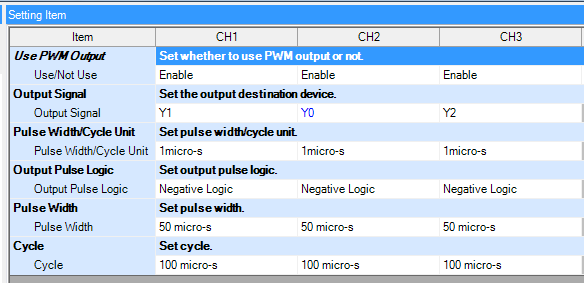 Setting Item
Item CH1 CH2 CH3
Use PWM Output Set whether to use PWM output or not.
Use/Not Use Enable Enable Enable
Output Signal Set the output destination device.
Output Signal Y1 Y0 Y2
Pulse Width/Cycle Unit Set pulse width/cycle unit.
Pulse Width/Cycle Unit 1micro-s 1micro-s 1micro-s
Output Pulse Logic Set output pulse logic.
Output Pulse Logic Negative Logic Negative Logic Negative Logic
Pulse Width Set pulse width.
Pulse Width 50 micro-s 50 micro-s 50 micro-s
Cycle Set cycle.
Cycle 100 micro-s 100 micro-s 100 micro-s